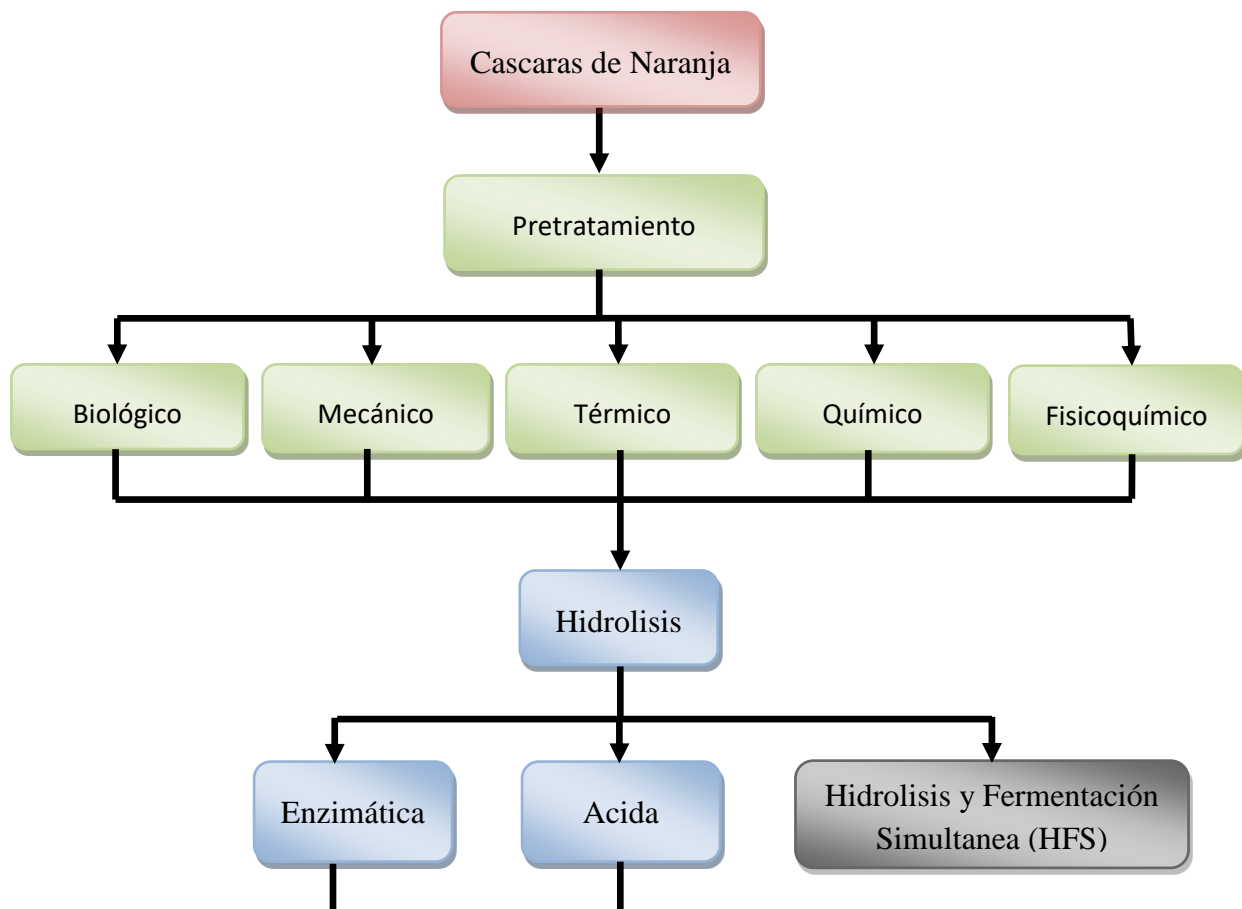 Cascaras de Naranja
Pretratamiento
Biológico
Mecánico
Térmico
Químico
Fisicoquímico
Hidrolisis
Enzimática
Acida
Hidrolisis y Fermentación
Simultanea (HFS)